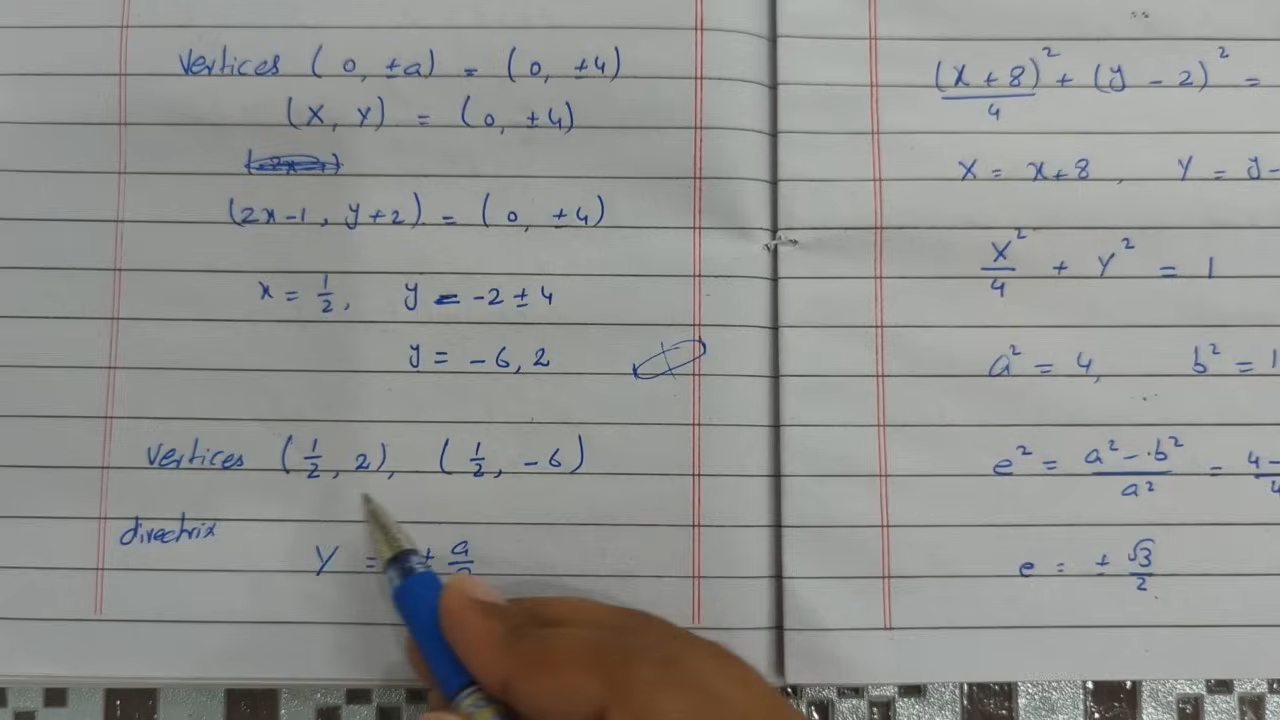 Vertices (0, ±a) = (0, ±4)
(X, Y) = (0, ±4)
(2x-1, y+2) = (0, ±4)
x = 1/2, y = -2 ± 4
y = -6, 2
Vertices (1/2, 2), (1/2, -6)
directrix
Y = ± a/
(x+8)²/4 + (y-2)² =
X = x+8, Y = y-
X²/4 + Y² = 1
a² = 4, b² = 1
e² = a²-b²/a² = 4-/4
e = ± √3/2